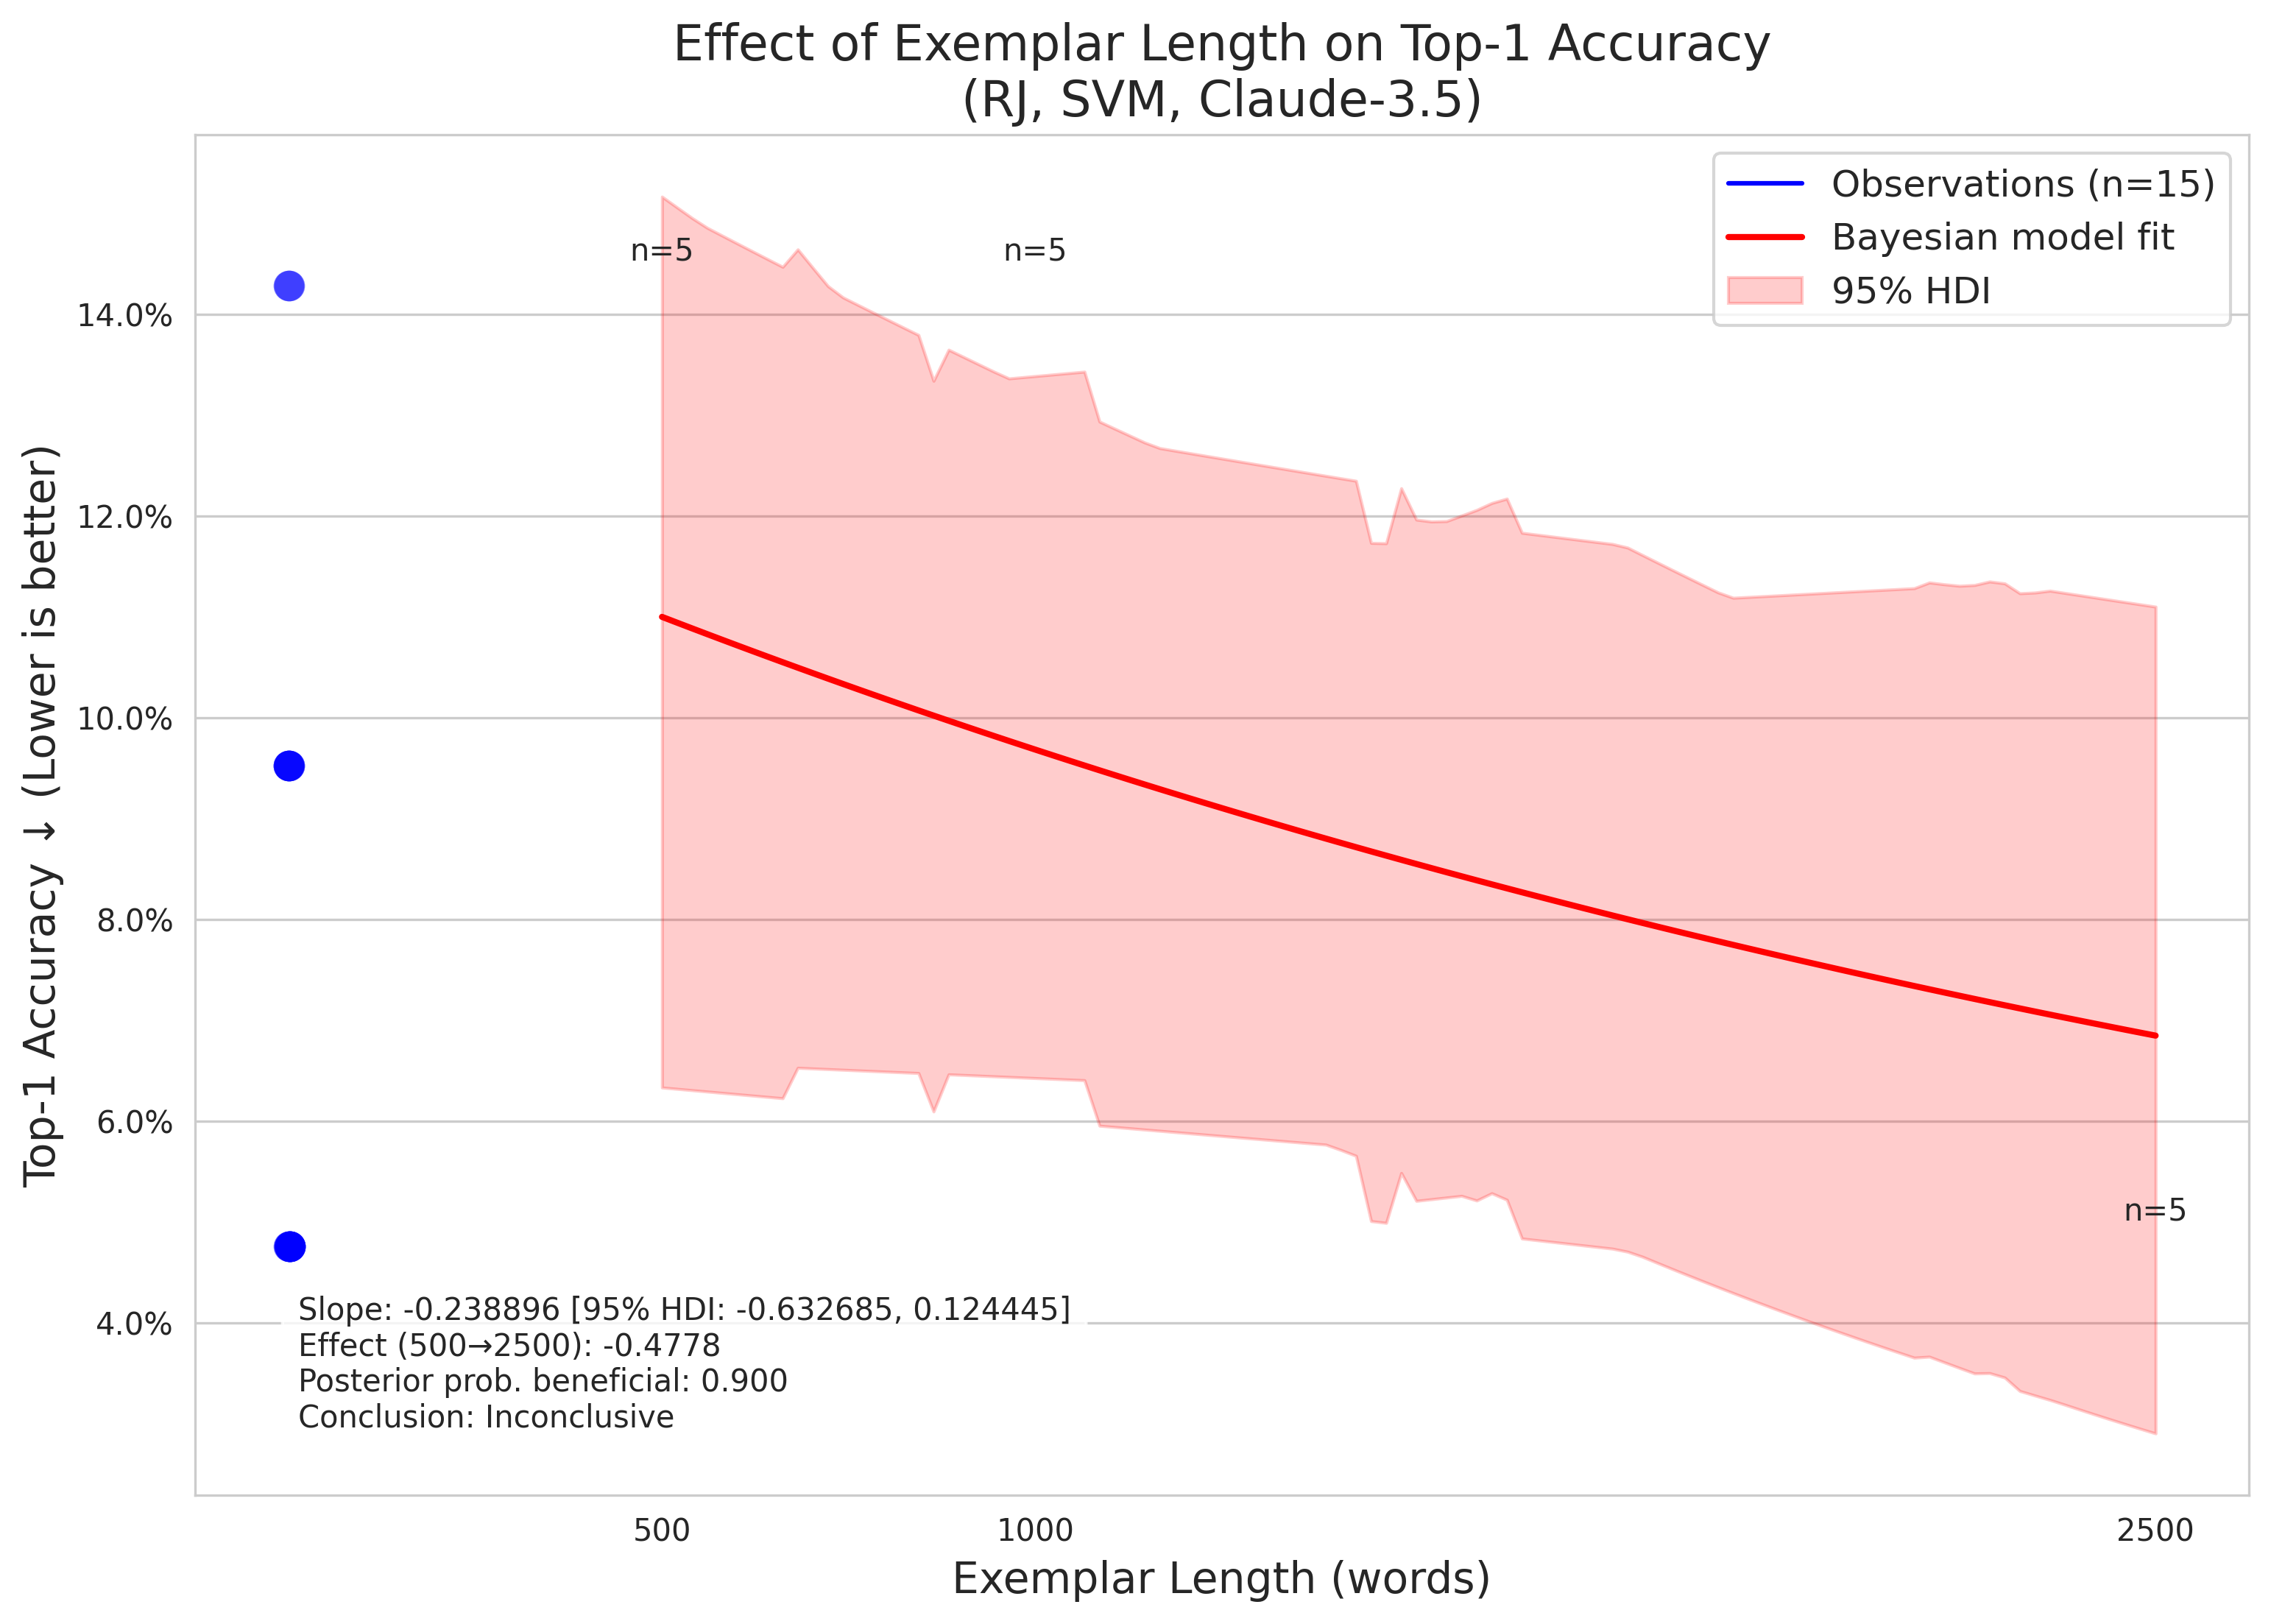 Effect of Exemplar Length on Top-1 Accuracy
(RJ, SVM, Claude-3.5)
Observations (n=15)
Bayesian model fit
95% HDI
n=5
n=5
n=5
14.0%
12.0%
10.0%
8.0%
6.0%
4.0%
Top-1 Accuracy ↓ (Lower is better)
Slope: -0.238896 [95% HDI: -0.632685, 0.124445]
Effect (500→2500): -0.4778
Posterior prob. beneficial: 0.900
Conclusion: Inconclusive
500
1000
2500
Exemplar Length (words)